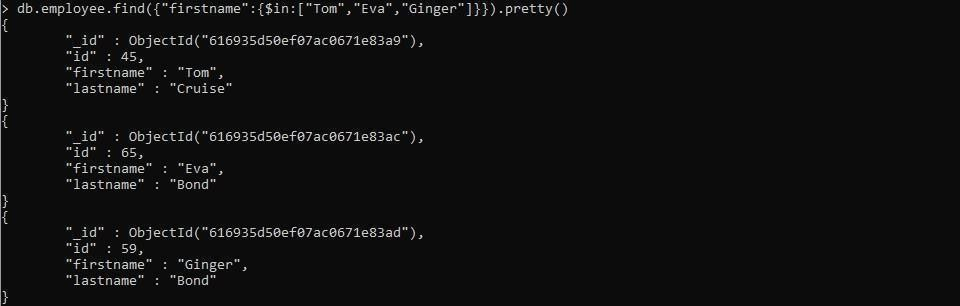 > db.employee.find({"firstname":{$in:["Tom","Eva","Ginger"]}}).pretty()
{
"_id" : ObjectId("616935d50ef07ac0671e83a9"),
"id" : 45,
"firstname" : "Tom",
"lastname" : "Cruise"
}
{
"_id" : ObjectId("616935d50ef07ac0671e83ac"),
"id" : 65,
"firstname" : "Eva",
"lastname" : "Bond"
}
{
"_id" : ObjectId("616935d50ef07ac0671e83ad"),
"id" : 59,
"firstname" : "Ginger",
"lastname" : "Bond"
}